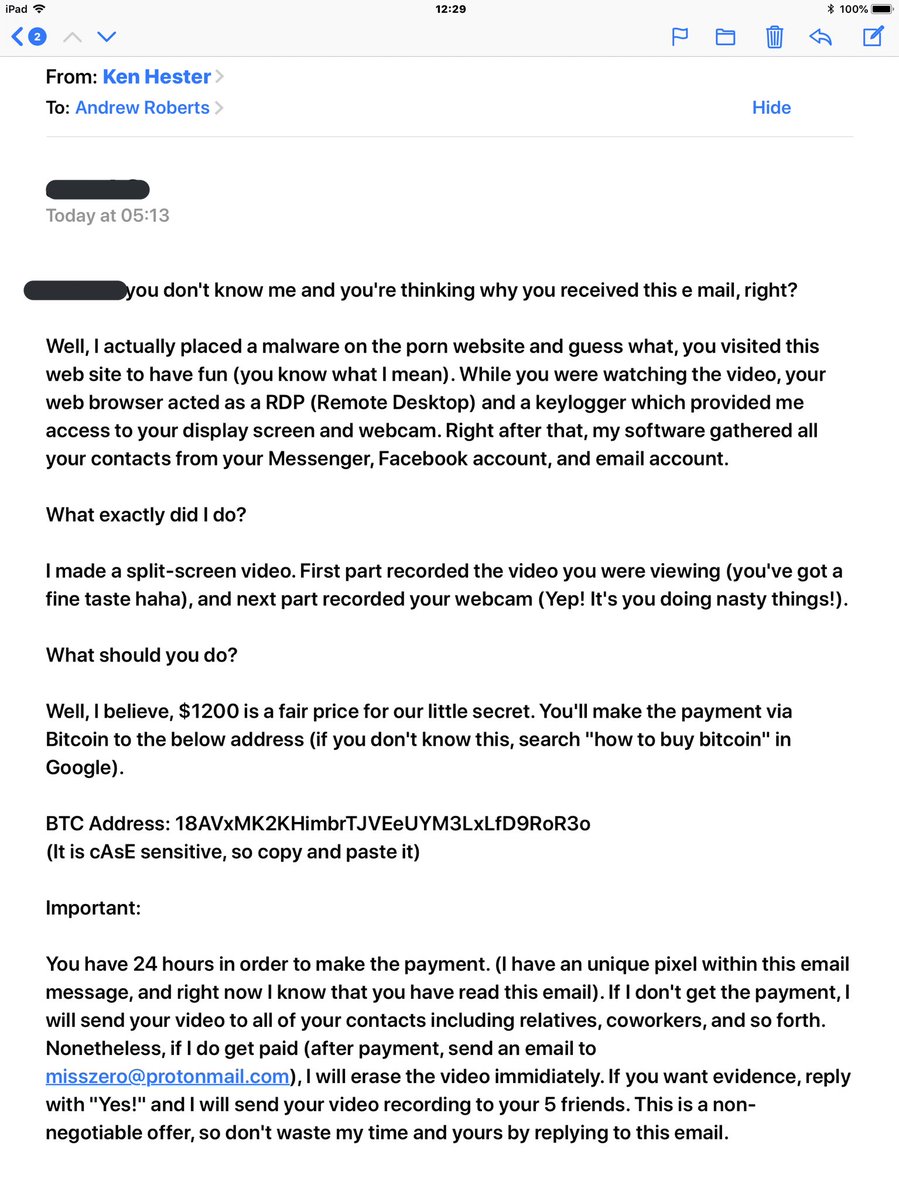 iPad 12:29 100%
2
From: Ken Hester
To: Andrew Roberts Hide
Today at 05:13
you don't know me and you're thinking why you received this e mail, right?
Well, I actually placed a malware on the porn website and guess what, you visited this
web site to have fun (you know what I mean). While you were watching the video, your
web browser acted as a RDP (Remote Desktop) and a keylogger which provided me
access to your display screen and webcam. Right after that, my software gathered all
your contacts from your Messenger, Facebook account, and email account.
What exactly did I do?
I made a split-screen video. First part recorded the video you were viewing (you've got a
fine taste haha), and next part recorded your webcam (Yep! It's you doing nasty things!).
What should you do?
Well, I believe, $1200 is a fair price for our little secret. You'll make the payment via
Bitcoin to the below address (if you don't know this, search "how to buy bitcoin" in
Google).
BTC Address: 18AVxMK2KHimbrTJVEeUYM3LxLfD9RoR3o
(It is cAsE sensitive, so copy and paste it)
Important:
You have 24 hours in order to make the payment. (I have an unique pixel within this email
message, and right now I know that you have read this email). If I don't get the payment, I
will send your video to all of your contacts including relatives, coworkers, and so forth.
Nonetheless, if I do get paid (after payment, send an email to
misszero@protonmail.com), I will erase the video immidiately. If you want evidence, reply
with "Yes!" and I will send your video recording to your 5 friends. This is a non-
negotiable offer, so don't waste my time and yours by replying to this email.